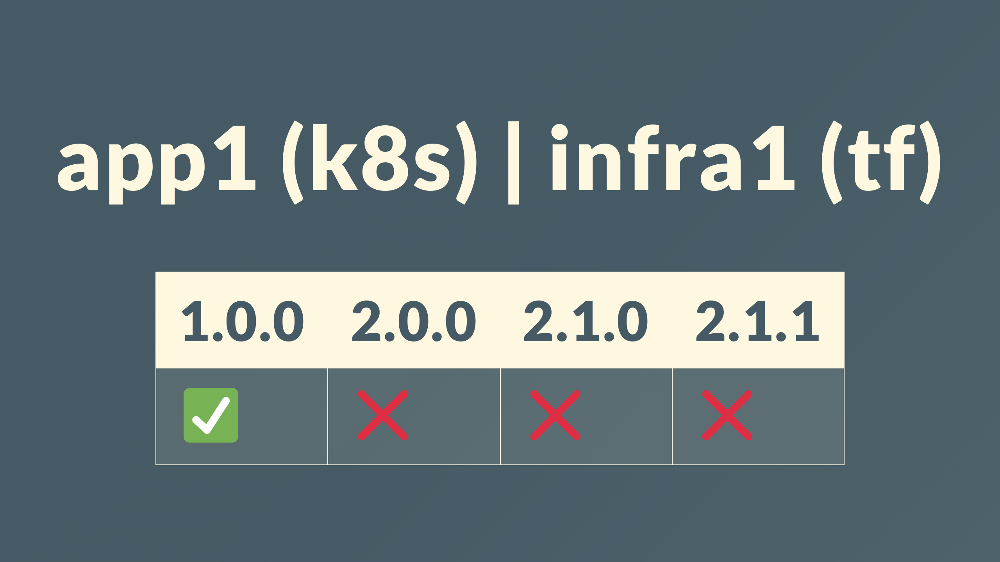 app1 (k8s) | infra1 (tf)
1.0.0 2.0.0 2.1.0 2.1.1
✅ ❌ ❌ ❌